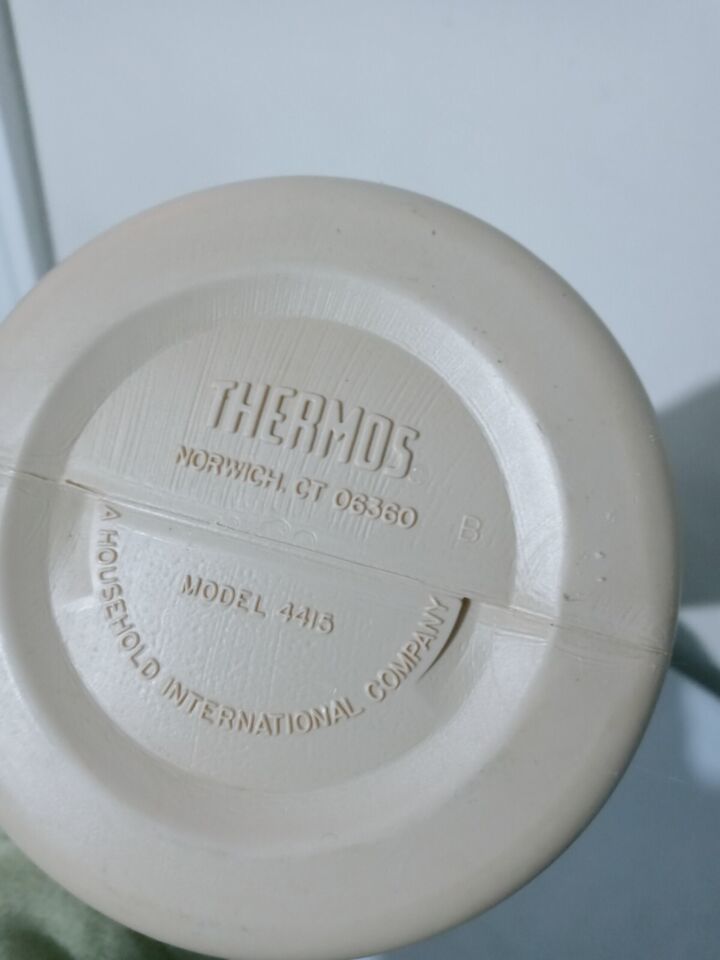 THERMOS
NORWICH, CT 06360
B
MODEL 4415
A HOUSEHOLD INTERNATIONAL COMPANY